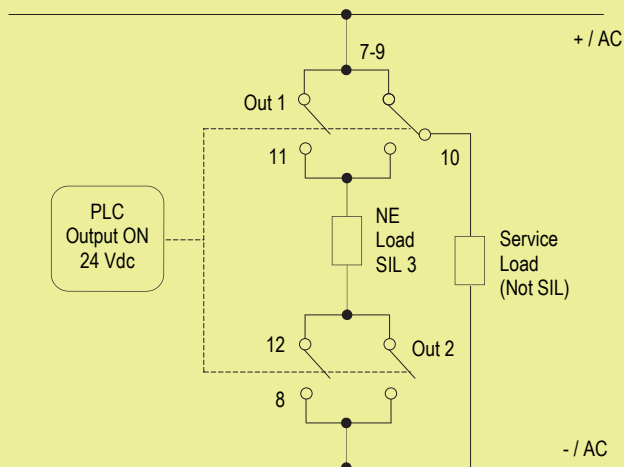 + / AC
7-9
Out 1
11
10
PLC
Output ON
24 Vdc
NE
Load
SIL 3
Service
Load
(Not SIL)
12
Out 2
8
- / AC